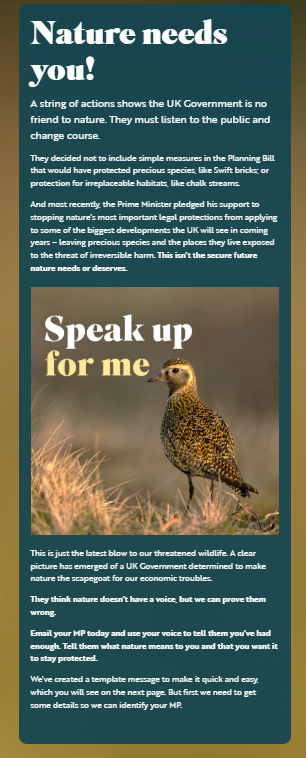 Nature needs
you!
A string of actions shows the UK Government is no
friend to nature. They must listen to the public and
change course.
They decided not to include simple measures in the Planning Bill
that would have protected precious species, like Swift bricks; or
protection for irreplaceable habitats, like chalk streams.
And most recently, the Prime Minister pledged his support to
stopping nature's most important legal protections from applying
to some of the biggest developments the UK will see in coming
years – leaving precious species and the places they live exposed
to the threat of irreversible harm. This isn't the secure future
nature needs or deserves.
Speak up
for me
This is just the latest blow to our threatened wildlife. A clear
picture has emerged of a UK Government determined to make
nature the scapegoat for our economic troubles.
They think nature doesn't have a voice, but we can prove them
wrong.
Email your MP today and use your voice to tell them you've had
enough. Tell them what nature means to you and that you want it
to stay protected.
We've created a template message to make it quick and easy,
which you will see on the next page. But first we need to get
some details so we can identify your MP.